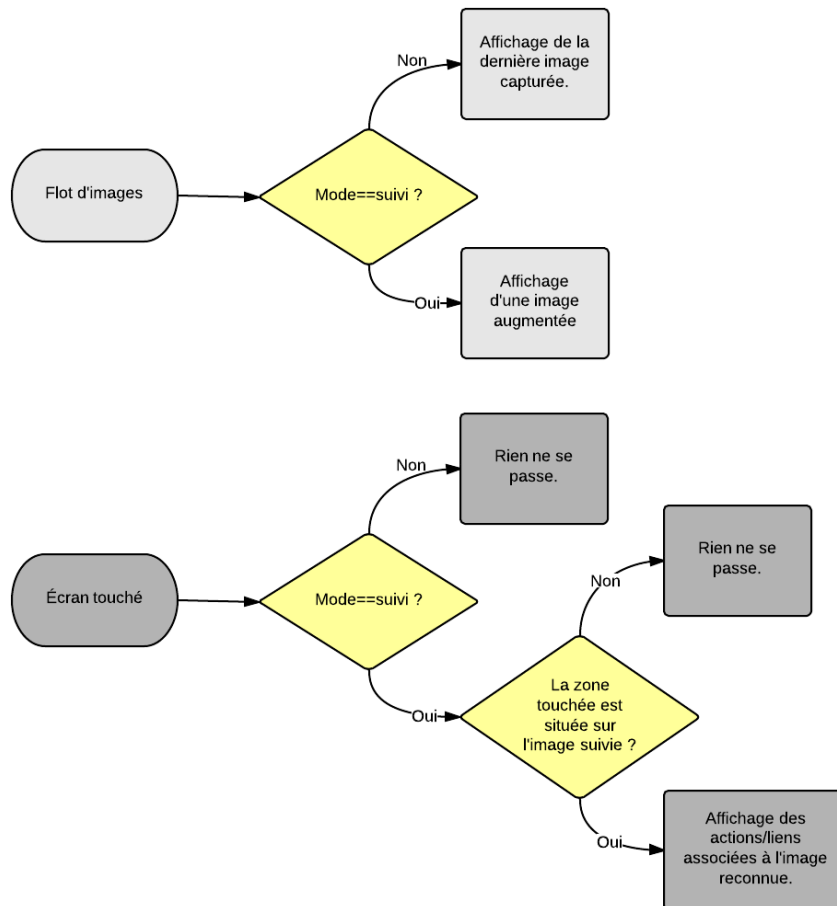 Affichage de la
dernière image
capturée.
Non
Flot d'images
Mode==suivi ?
Oui
Affichage
d'une image
augmentée
Rien ne se
passe.
Non
Écran touché
Mode==suivi ?
Oui
Rien ne se
passe.
Non
La zone
touchée est
située sur
l'image suivie ?
Oui
Affichage des
actions/liens
associées à l'image
reconnue.